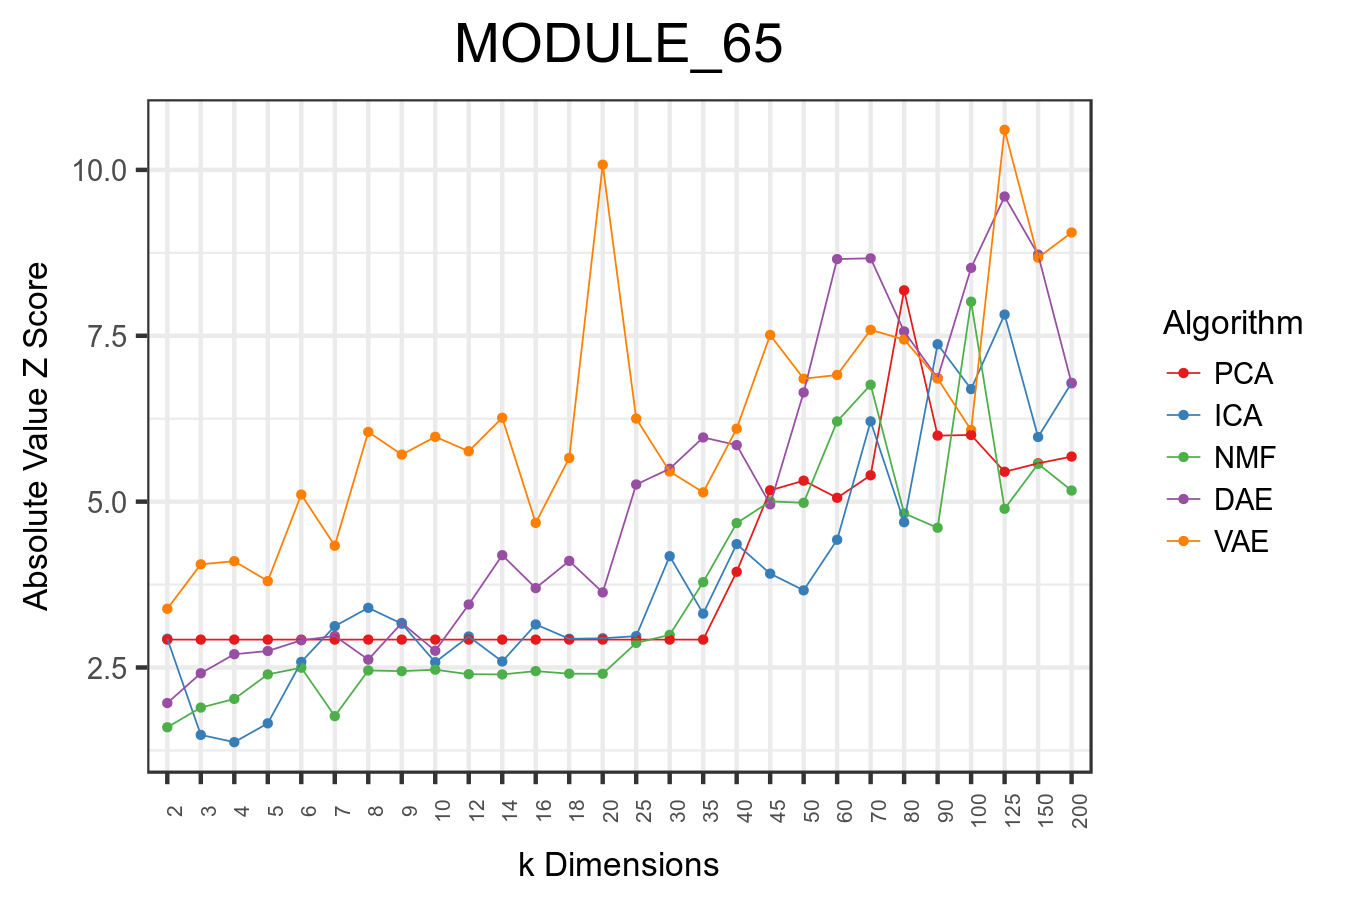 MODULE_65
Absolute Value Z Score
10.0
7.5
5.0
2.5
2 3 4 5 6 7 8 9 10 12 14 16 18 20 25 30 35 40 45 50 60 70 80 90 100 125 150 200
k Dimensions
Algorithm
PCA
ICA
NMF
DAE
VAE